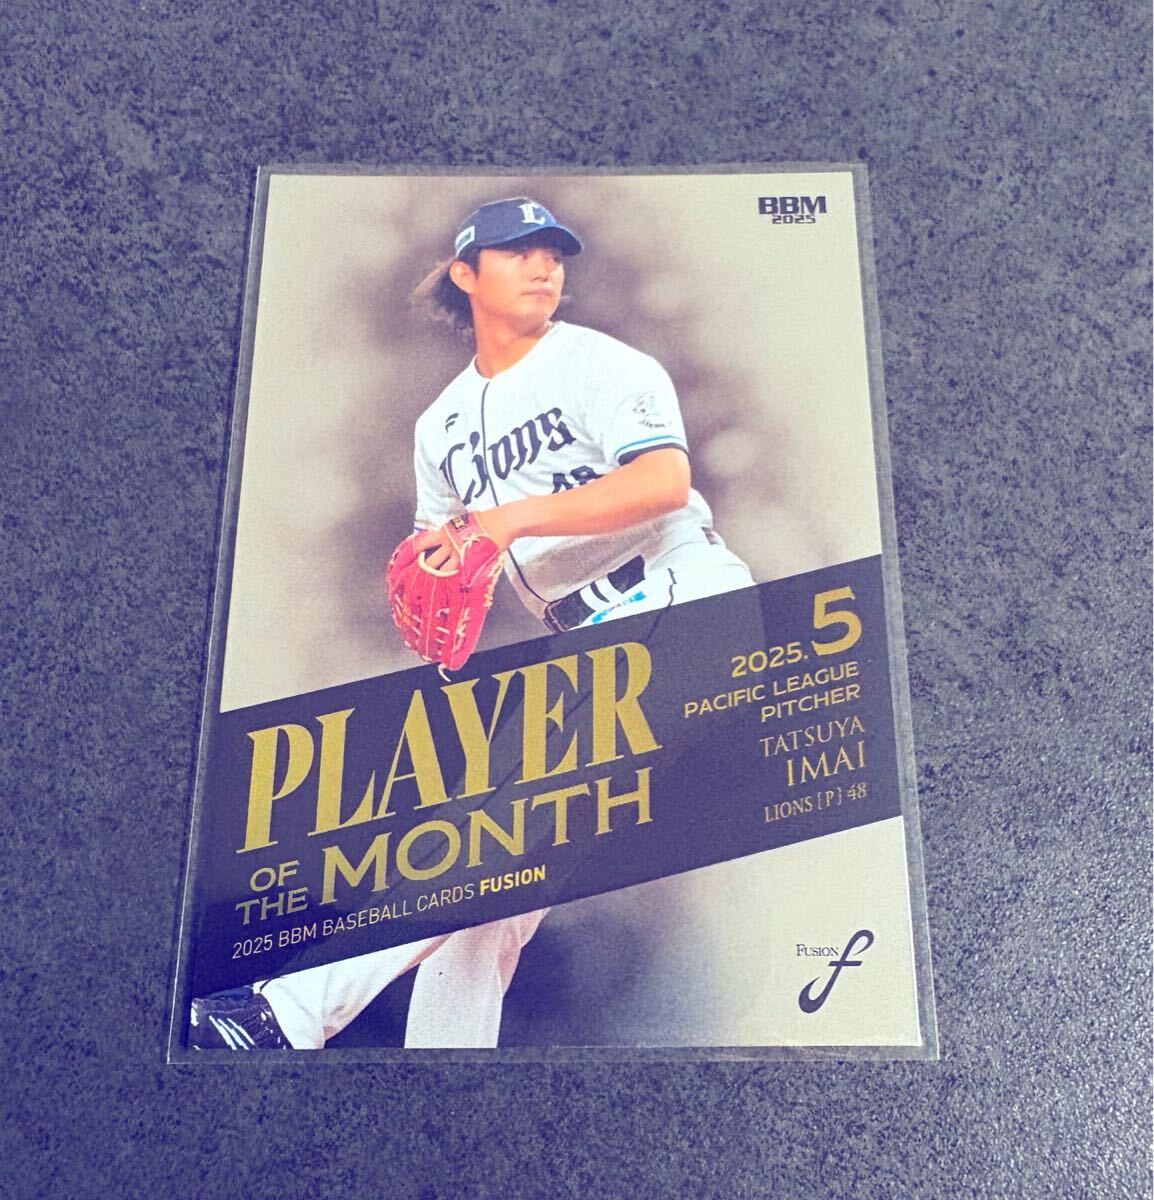 BBM
2025
L
Lions
48
PLAYER
OF THE MONTH
2025 BBM BASEBALL CARDS FUSION
2025.5
PACIFIC LEAGUE
PITCHER
TATSUYA
IMAI
LIONS [P] 48
FUSION
f